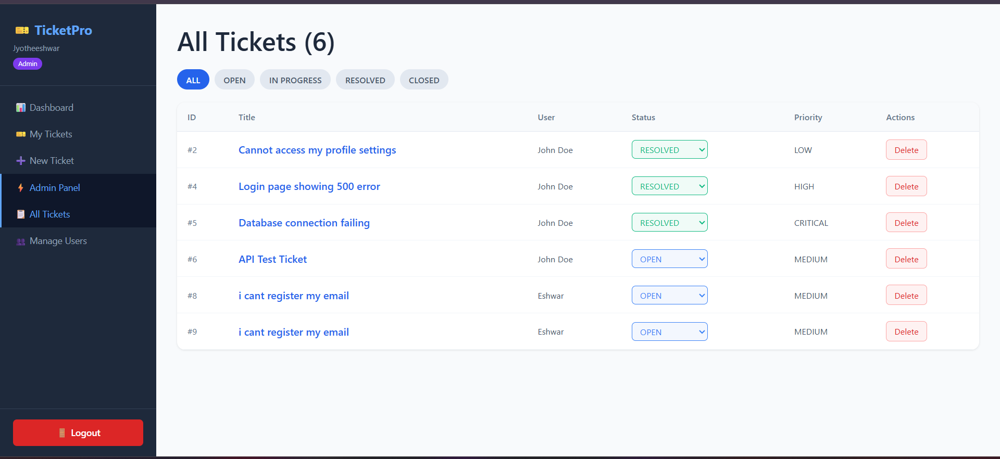 TicketPro
Jyotheeshwar
Admin
Dashboard
My Tickets
New Ticket
Admin Panel
All Tickets
Manage Users
Logout
All Tickets (6)
ALL OPEN IN PROGRESS RESOLVED CLOSED
ID Title User Status Priority Actions
#2 Cannot access my profile settings John Doe RESOLVED LOW Delete
#4 Login page showing 500 error John Doe RESOLVED HIGH Delete
#5 Database connection failing John Doe RESOLVED CRITICAL Delete
#6 API Test Ticket John Doe OPEN MEDIUM Delete
#8 i cant register my email Eshwar OPEN MEDIUM Delete
#9 i cant register my email Eshwar OPEN MEDIUM Delete